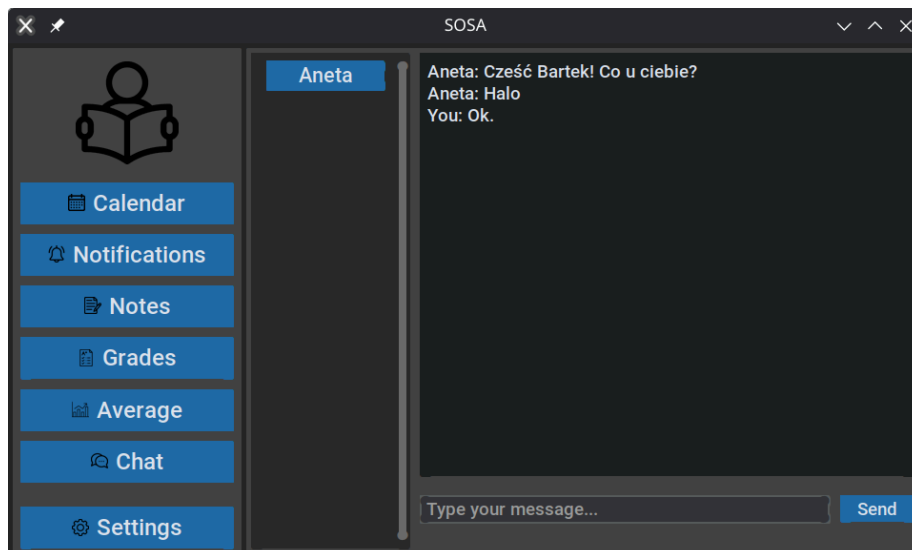 SOSA
Calendar
Notifications
Notes
Grades
Average
Chat
Settings
Aneta
Aneta: Cześć Bartek! Co u ciebie?
Aneta: Halo
You: Ok.
Type your message...
Send